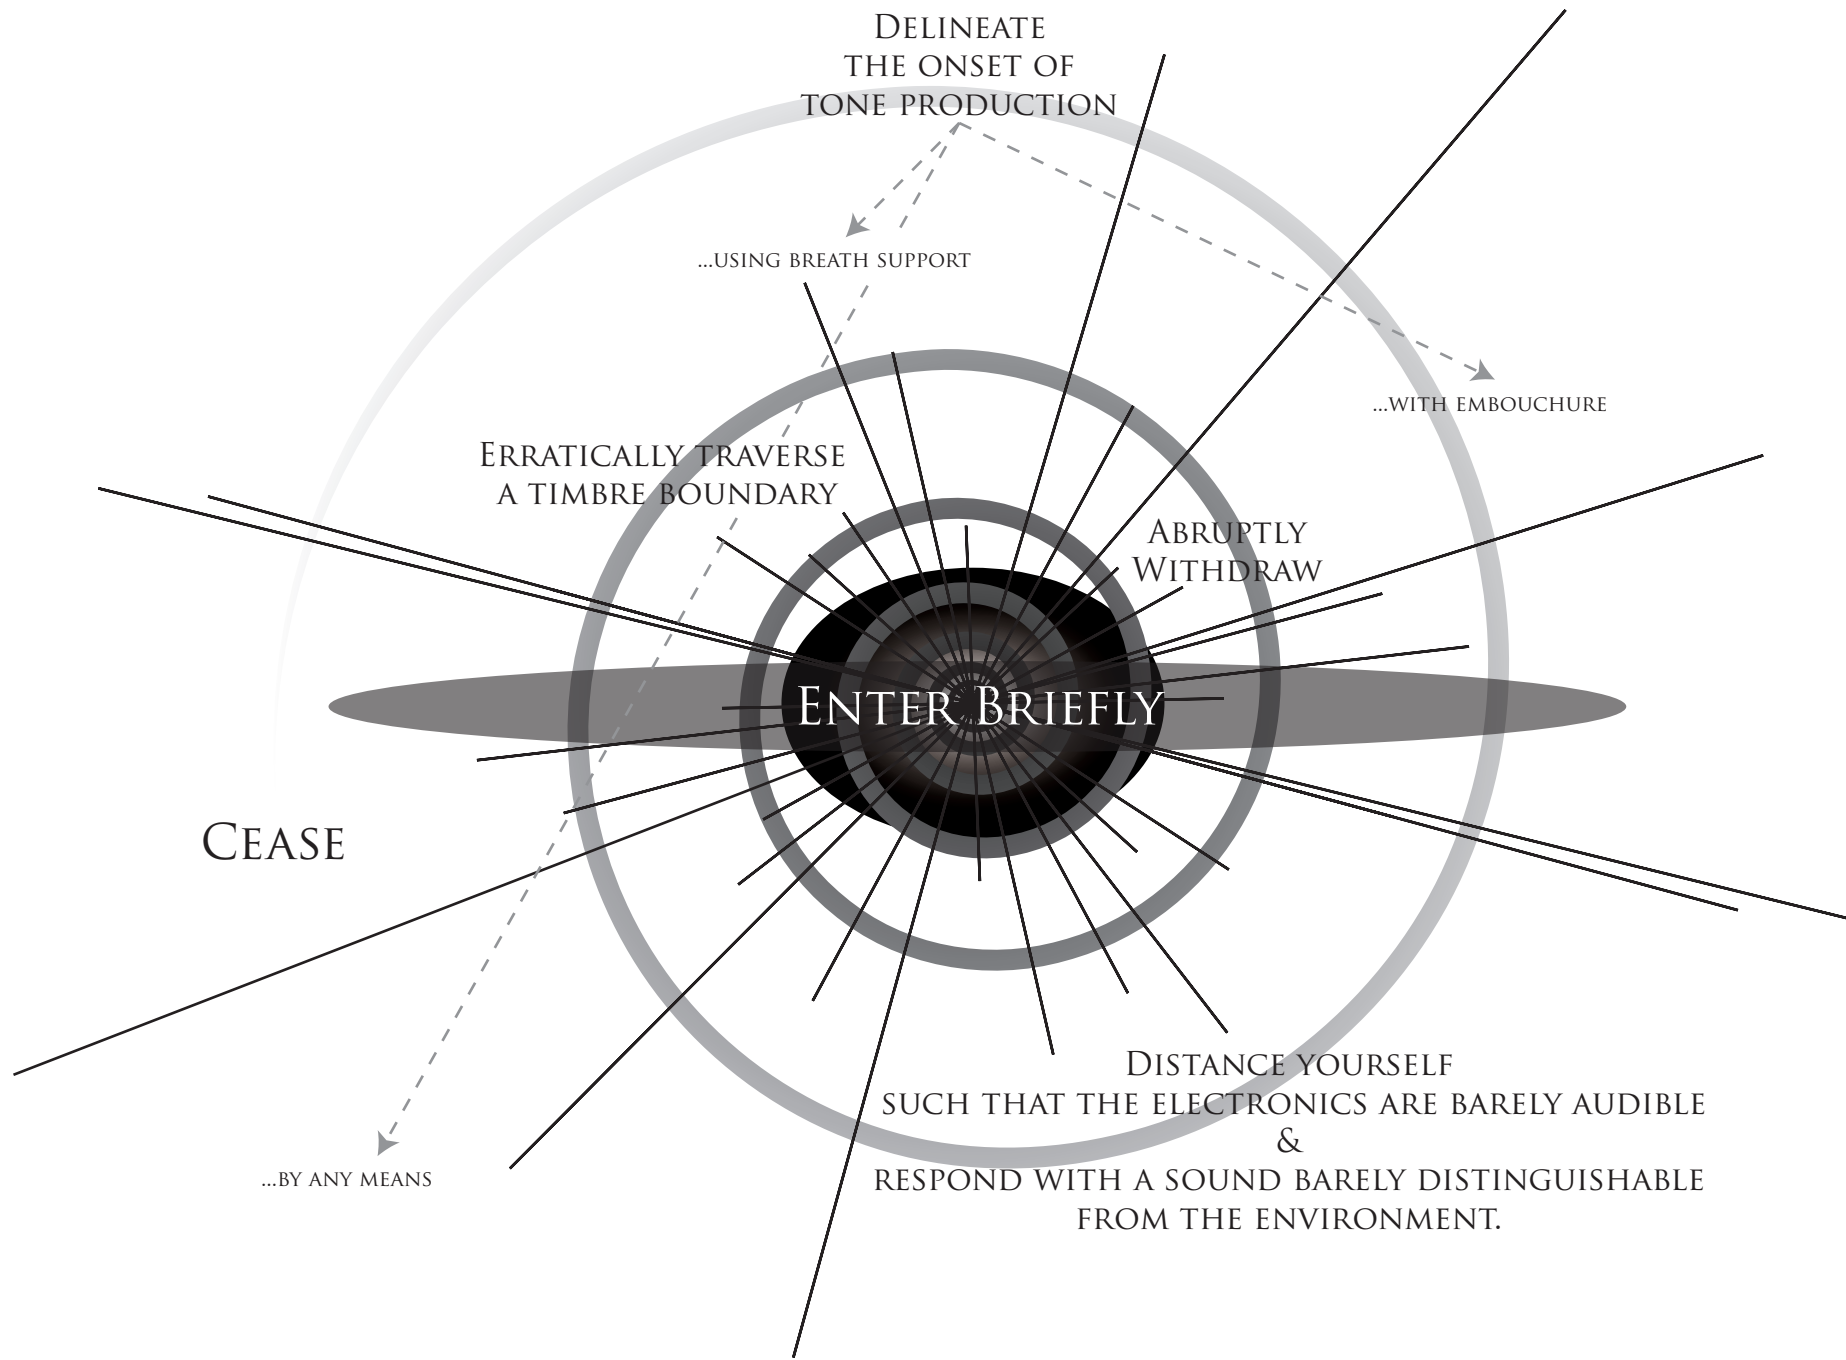 Delineate
the onset of
tone production
...using breath support
...with embouchure
Erratically traverse
a timbre boundary
Abruptly
Withdraw
Enter Briefly
Cease
Distance yourself
such that the electronics are barely audible
&
respond with a sound barely distinguishable
from the environment.
...by any means